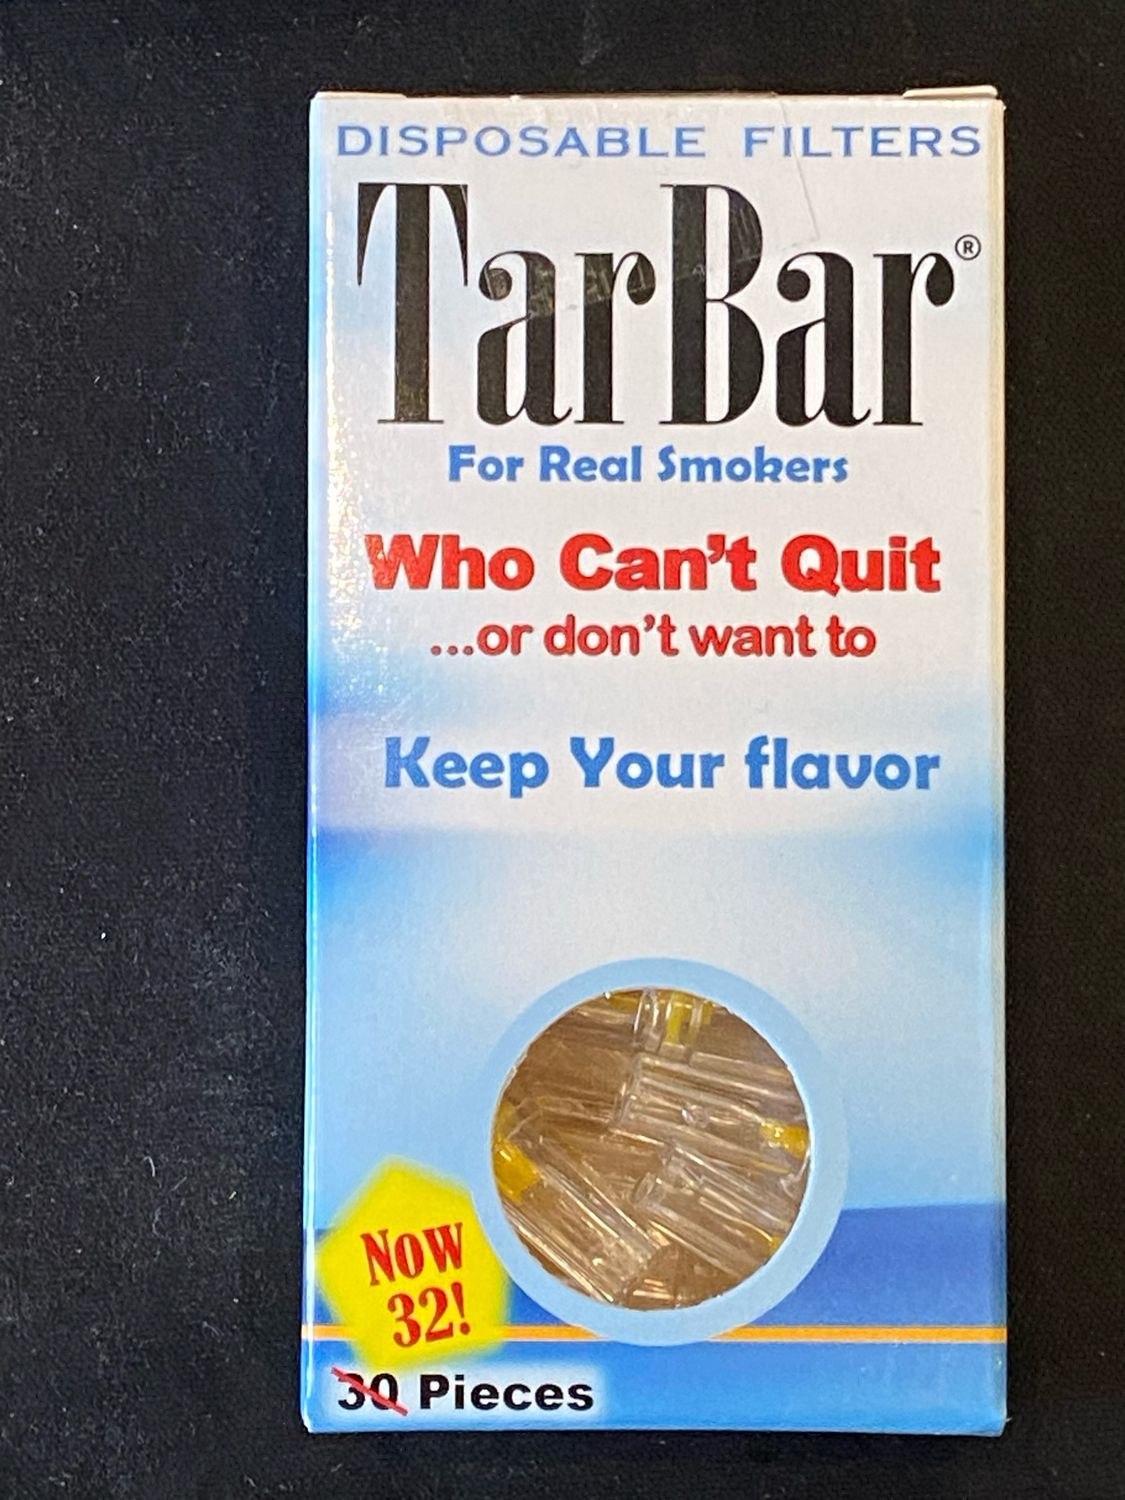 DISPOSABLE FILTERS
TarBar®
For Real Smokers
Who Can't Quit
...or don't want to
Keep Your flavor
NOW
32!
30 Pieces